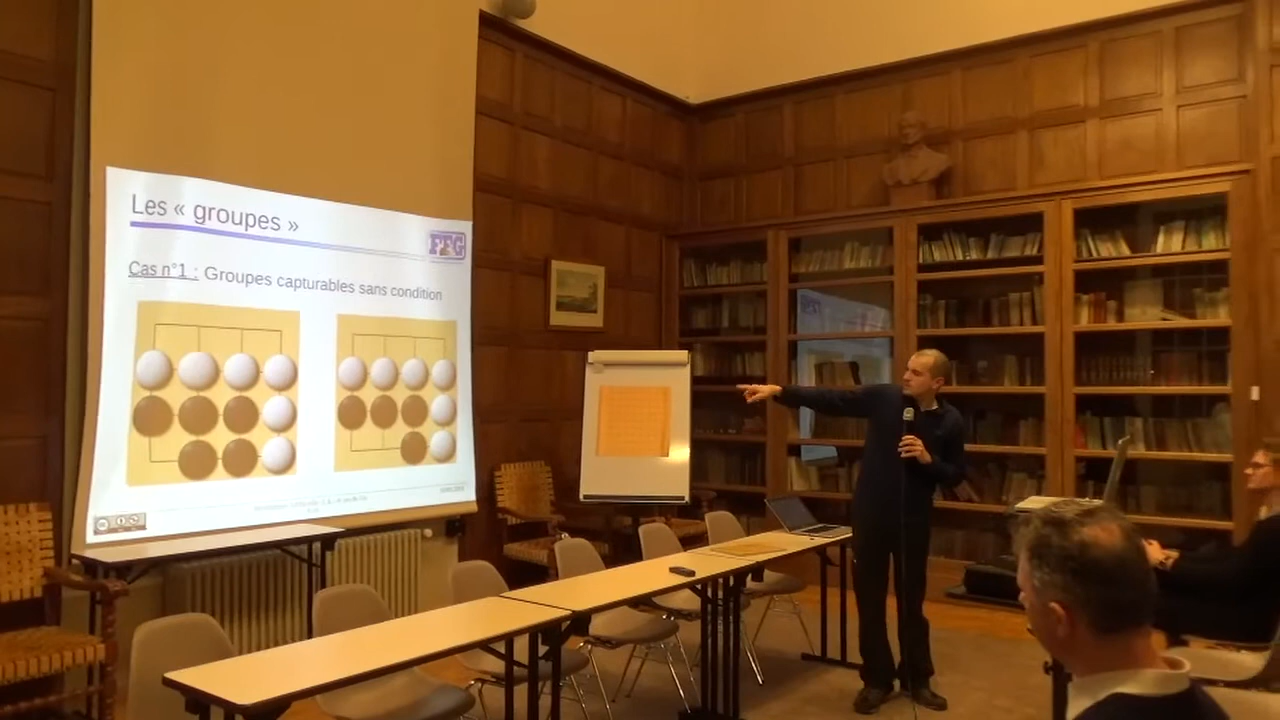 Les « groupes »
FFG
Cas n°1 : Groupes capturables sans condition